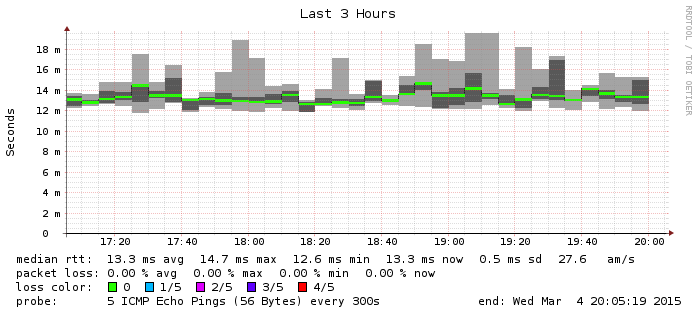 Last 3 Hours
RRDTOOL / TOBI OETIKER
Seconds
18 m
16 m
14 m
12 m
10 m
8 m
6 m
4 m
2 m
0
17:20 17:40 18:00 18:20 18:40 19:00 19:20 19:40 20:00
median rtt: 13.3 ms avg 14.7 ms max 12.6 ms min 13.3 ms now 0.5 ms sd 27.6 am/s
packet loss: 0.00 % avg 0.00 % max 0.00 % min 0.00 % now
loss color: 0 1/5 2/5 3/5 4/5
probe: 5 ICMP Echo Pings (56 Bytes) every 300s end: Wed Mar 4 20:05:19 2015